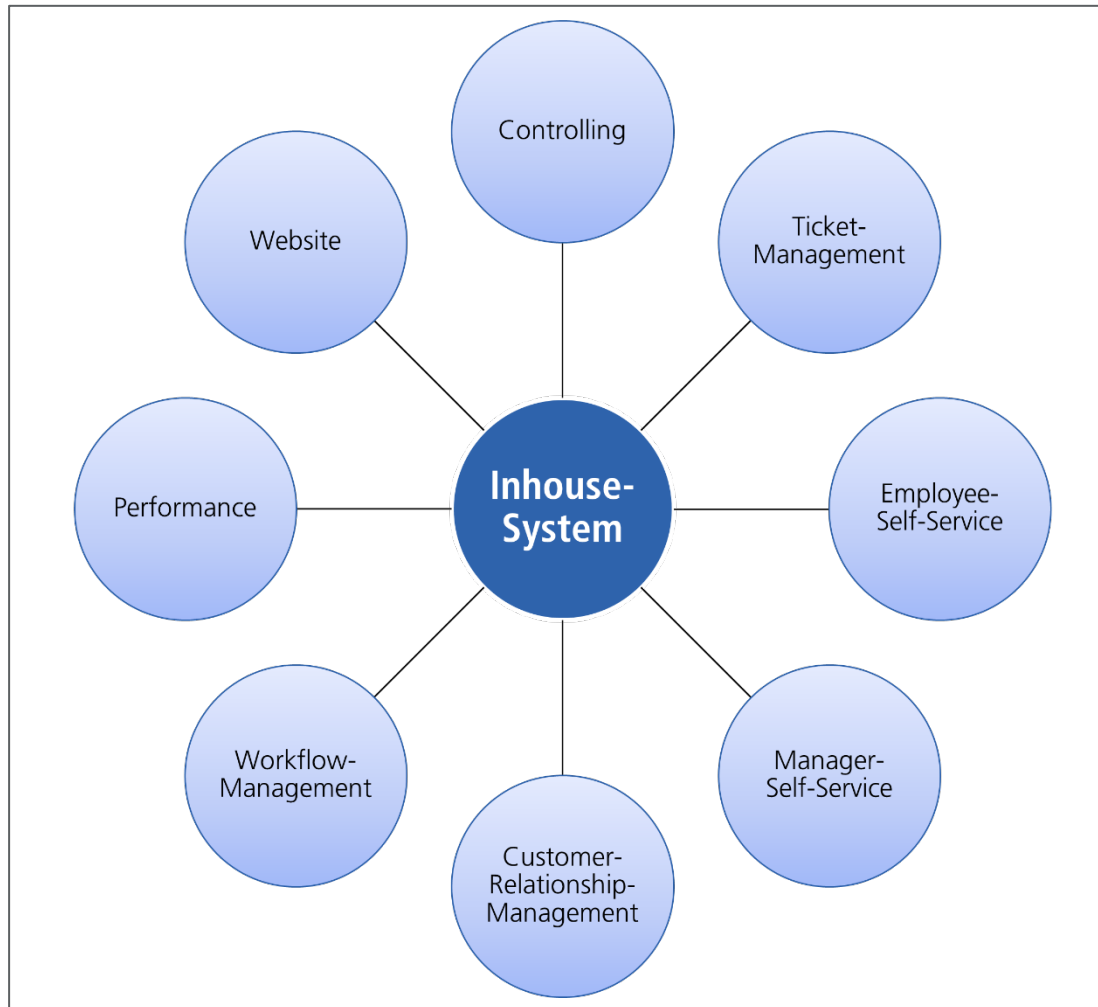 Controlling
Website
Ticket-
Management
Performance
Inhouse-
System
Employee-
Self-Service
Workflow-
Management
Manager-
Self-Service
Customer-
Relationship-
Management